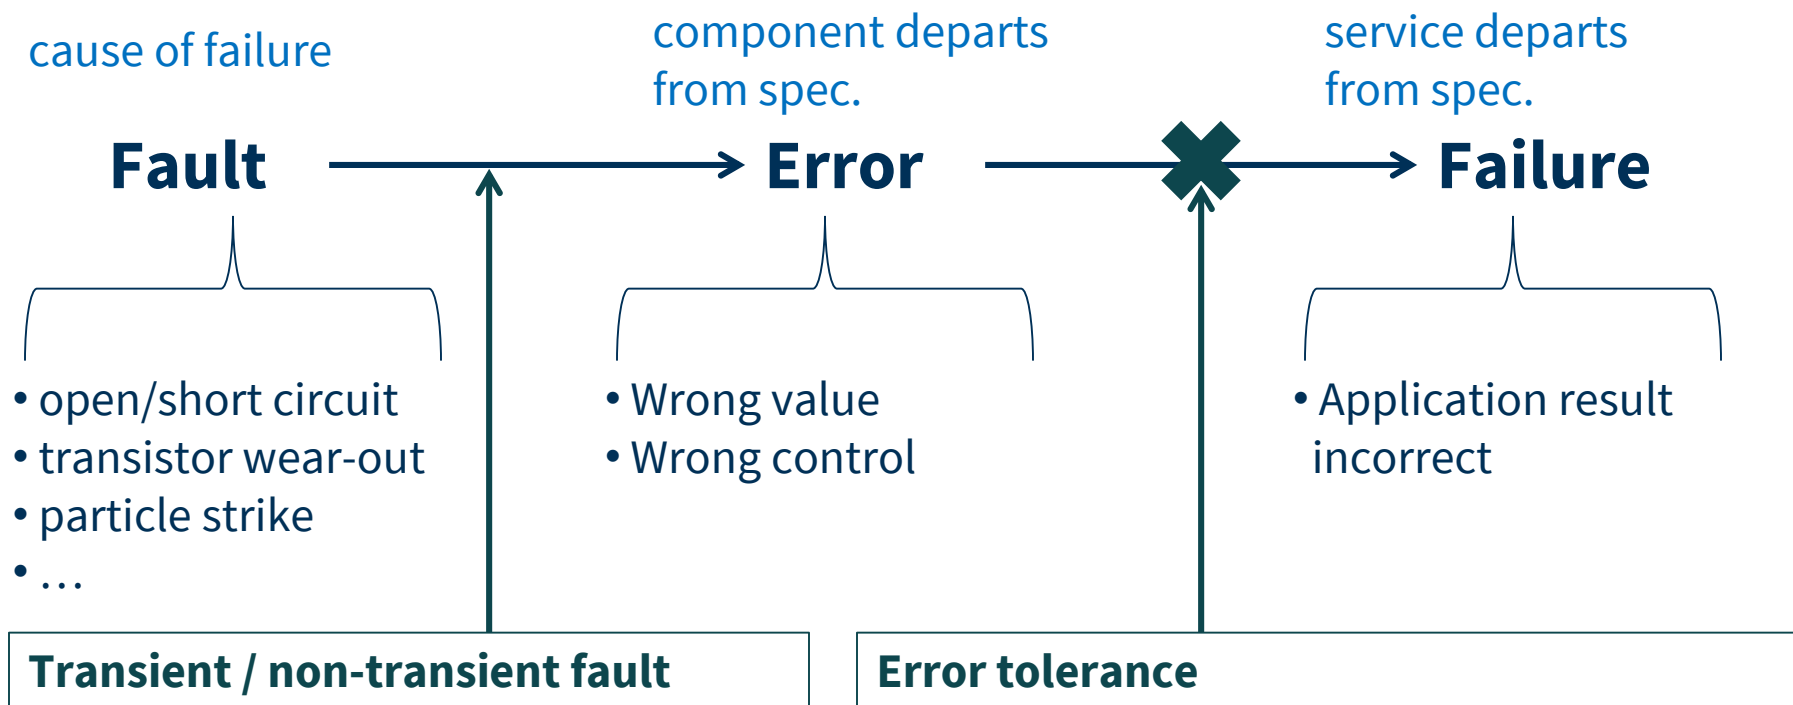 cause of failure
component departs
from spec.
service departs
from spec.
Fault
Error
Failure
• open/short circuit
• transistor wear-out
• particle strike
• …
• Wrong value
• Wrong control
• Application result
incorrect
Transient / non-transient fault
Error tolerance